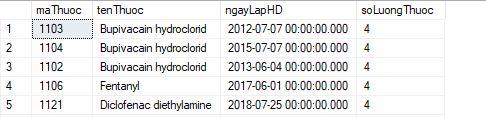 maThuoc tenThuoc ngayLapHD soLuongThuoc
1 1103 Bupivacain hydroclorid 2012-07-07 00:00:00.000 4
2 1104 Bupivacain hydroclorid 2015-07-07 00:00:00.000 4
3 1102 Bupivacain hydroclorid 2013-06-04 00:00:00.000 4
4 1106 Fentanyl 2017-06-01 00:00:00.000 4
5 1121 Diclofenac diethylamine 2018-07-25 00:00:00.000 4